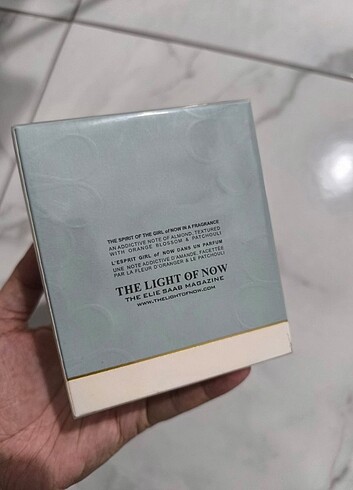 THE SPIRIT OF THE GIRL of NOW IN A FRAGRANCE
AN ADDICTIVE NOTE OF ALMOND, TEXTURED
WITH ORANGE BLOSSOM & PATCHOULI
L'ESPRIT GIRL of NOW DANS UN PARFUM
UNE NOTE ADDICTIVE D'AMANDE, FACETTÉE
PAR LA FLEUR D'ORANGER & LE PATCHOULI
THE LIGHT OF NOW
THE ELIE SAAB MAGAZINE
WWW.THELIGHTOFNOW.COM